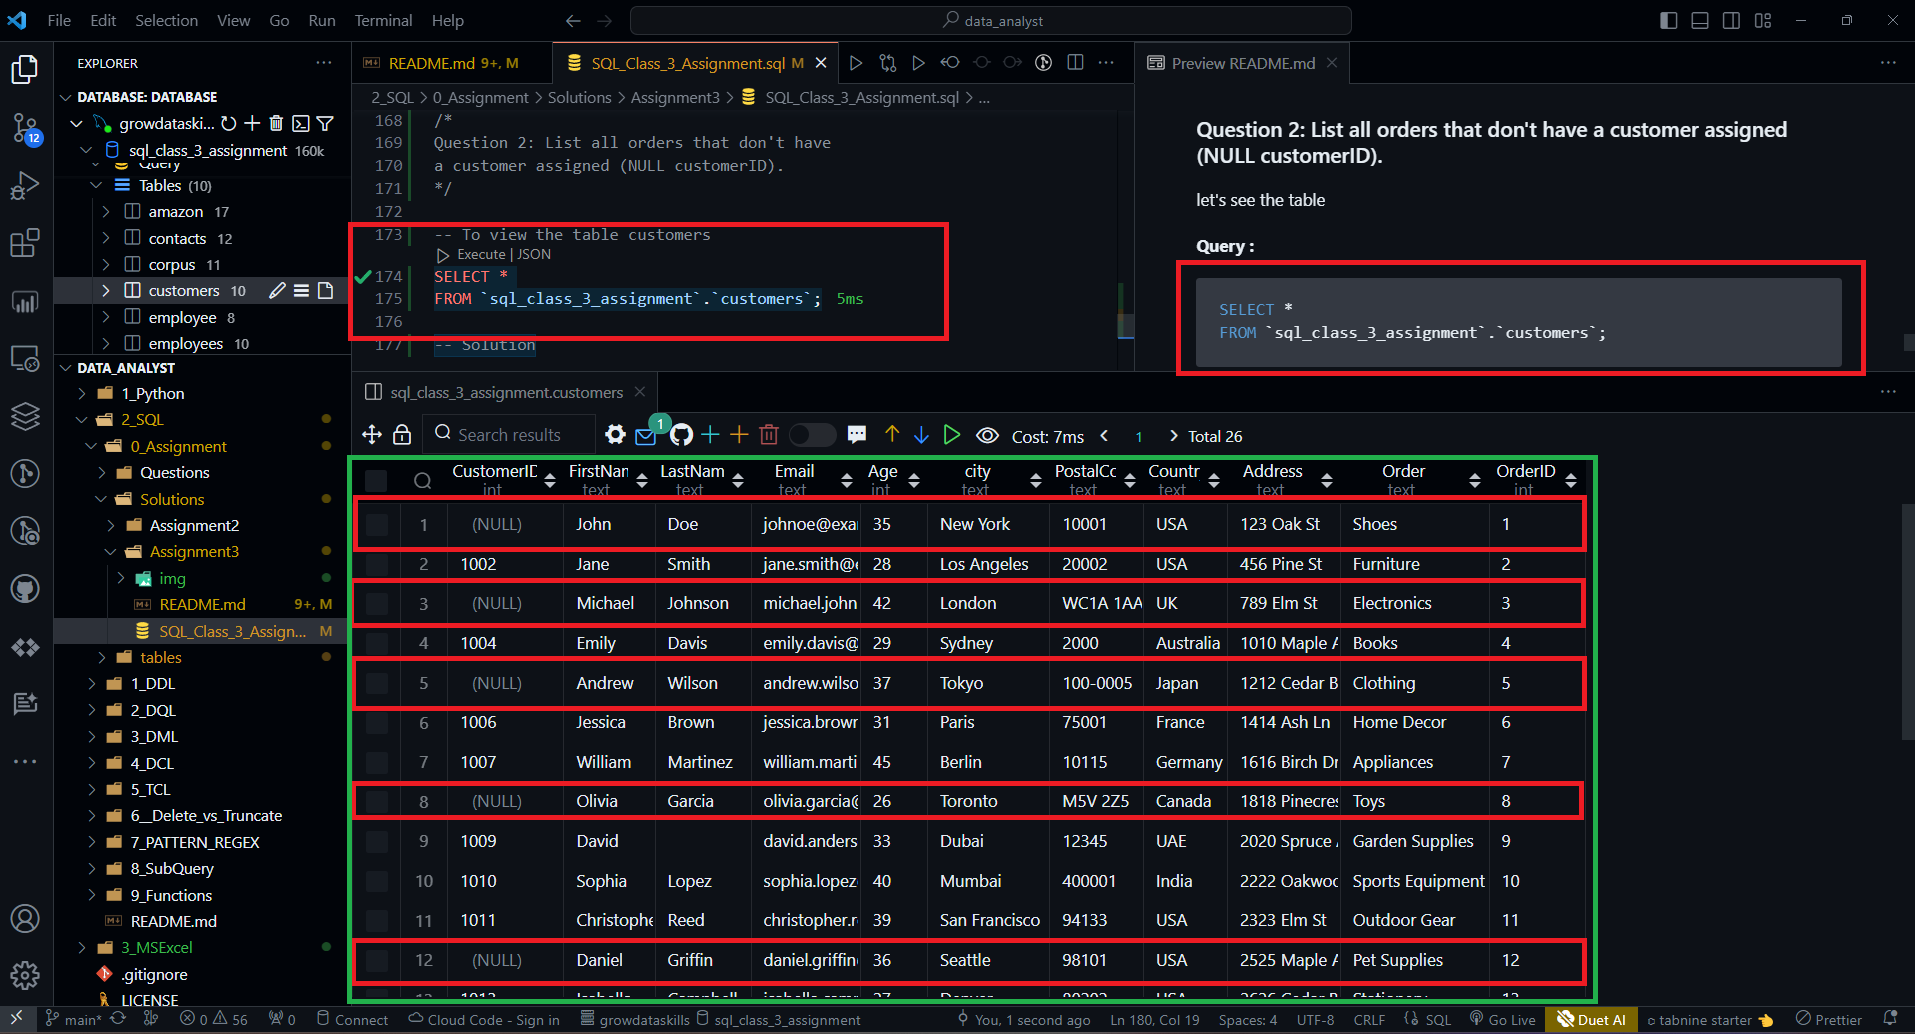 File Edit Selection View Go Run Terminal Help
data_analyst
EXPLORER
DATABASE: DATABASE
growdataski...
sql_class_3_assignment 160k
Query
Tables (10)
amazon 17
contacts 12
corpus 11
customers 10
employee 8
employees 10
DATA_ANALYST
1_Python
2_SQL
0_Assignment
Questions
Solutions
Assignment2
Assignment3
img
README.md 9+, M
SQL_Class_3_Assign... M
tables
1_DDL
2_DQL
3_DML
4_DCL
5_TCL
6__Delete_vs_Truncate
7_PATTERN_REGEX
8_SubQuery
9_Functions
README.md
3_MSExcel
.gitignore
LICENSE
12
README.md 9+, M
SQL_Class_3_Assignment.sql M
2_SQL > 0_Assignment > Solutions > Assignment3 > SQL_Class_3_Assignment.sql > ...
168 /*
169 Question 2: List all orders that don't have
170 a customer assigned (NULL customerID).
171 */
172
173 -- To view the table customers
Execute | JSON
174 SELECT *
175 FROM `sql_class_3_assignment`.`customers`; 5ms
176
177 -- Solution
Preview README.md
Question 2: List all orders that don't have a customer assigned
(NULL customerID).
let's see the table
Query :
SELECT *
FROM `sql_class_3_assignment`.`customers`;
sql_class_3_assignment.customers
Search results 1 Cost: 7ms < 1 > Total 26
CustomerID FirstNam LastNam Email Age city PostalCo Countr Address Order OrderID
int text text text int text text text text text int
1 (NULL) John Doe johnoe@exa 35 New York 10001 USA 123 Oak St Shoes 1
2 1002 Jane Smith jane.smith@e 28 Los Angeles 20002 USA 456 Pine St Furniture 2
3 (NULL) Michael Johnson michael.john 42 London WC1A 1AA UK 789 Elm St Electronics 3
4 1004 Emily Davis emily.davis@ 29 Sydney 2000 Australia 1010 Maple A Books 4
5 (NULL) Andrew Wilson andrew.wilso 37 Tokyo 100-0005 Japan 1212 Cedar B Clothing 5
6 1006 Jessica Brown jessica.brown 31 Paris 75001 France 1414 Ash Ln Home Decor 6
7 1007 William Martinez william.marti 45 Berlin 10115 Germany 1616 Birch Dr Appliances 7
8 (NULL) Olivia Garcia olivia.garcia@ 26 Toronto M5V 2Z5 Canada 1818 Pinecres Toys 8
9 1009 David david.anders 33 Dubai 12345 UAE 2020 Spruce A Garden Supplies 9
10 1010 Sophia Lopez sophia.lopez 40 Mumbai 400001 India 2222 Oakwoo Sports Equipment 10
11 1011 Christophe Reed christopher.r 39 San Francisco 94133 USA 2323 Elm St Outdoor Gear 11
12 (NULL) Daniel Griffin daniel.griffin 36 Seattle 98101 USA 2525 Maple A Pet Supplies 12
main* 0 56 0 Connect Cloud Code - Sign in growdataskills sql_class_3_assignment You, 1 second ago Ln 180, Col 19 Spaces: 4 UTF-8 CRLF SQL Go Live Duet AI tabnine starter Prettier